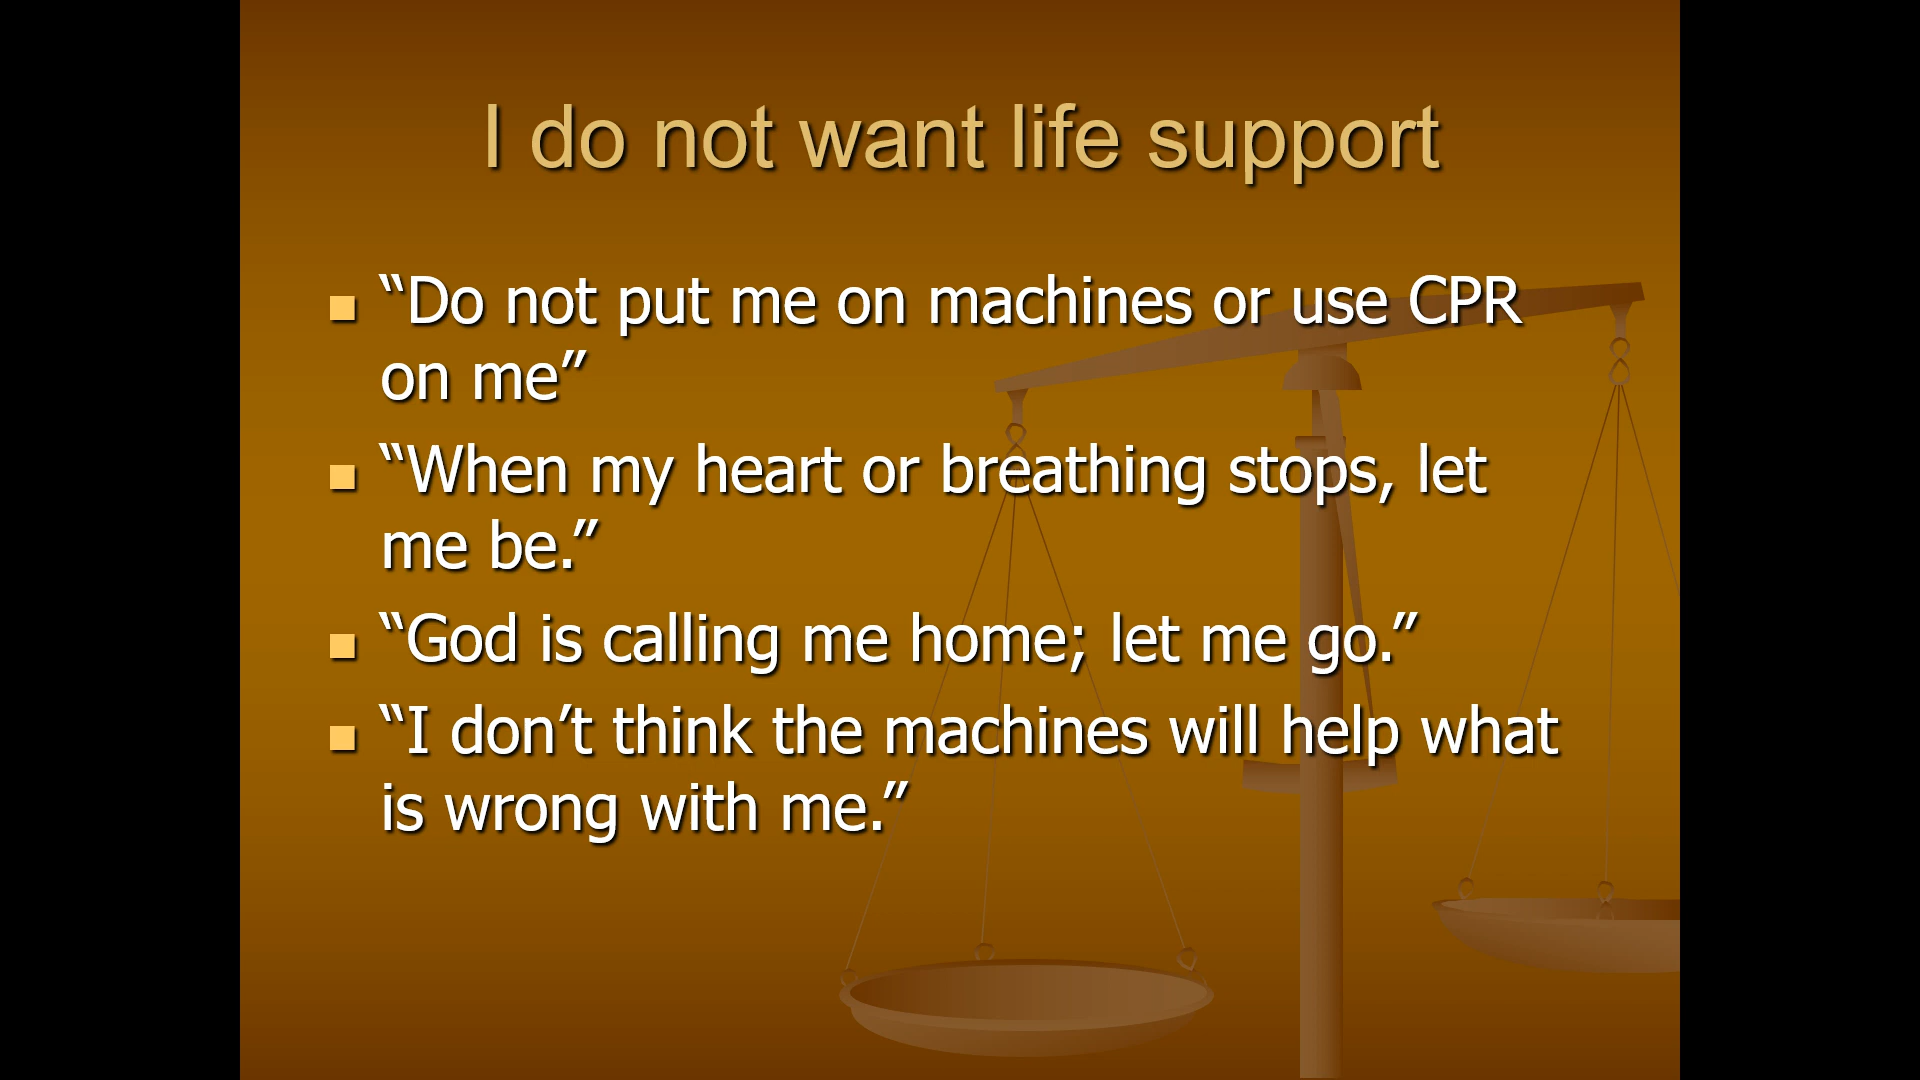 I do not want life support
“Do not put me on machines or use CPR
on me”
“When my heart or breathing stops, let
me be.”
“God is calling me home; let me go.”
“I don’t think the machines will help what
is wrong with me.”